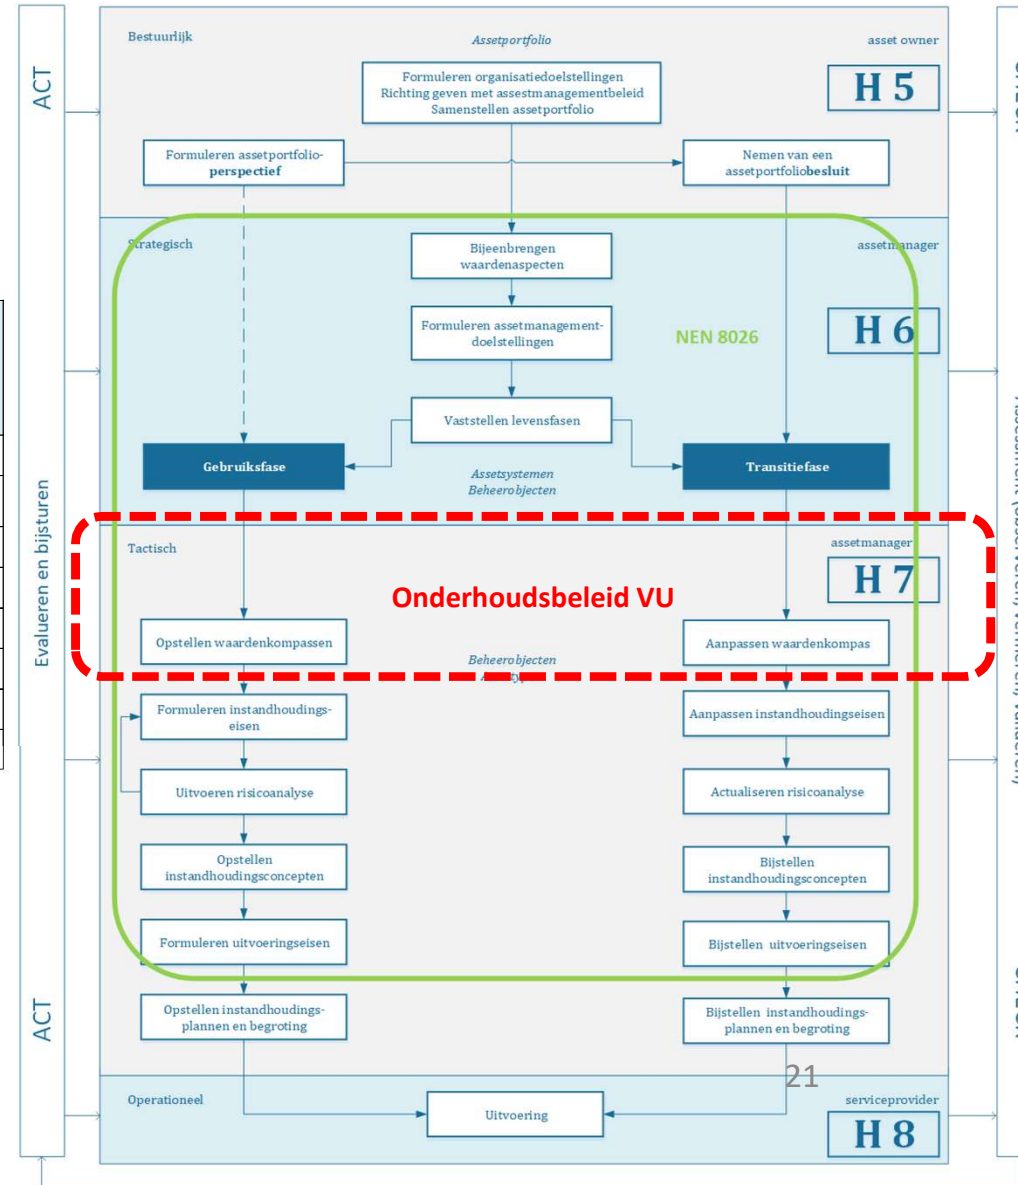 ACT
Evalueren en bijsturen
ACT
Bestuurlijk
Assetportfolio
asset owner
H 5
Formuleren organisatiedoelstellingen
Richting geven met assestmanagementbeleid
Samenstellen assetportfolio
Formuleren assetportfolio-
perspectief
Nemen van een
assetportfoliobesluit
Strategisch
assetmanager
H 6
Bijeenbrengen
waardenaspecten
Formuleren assetmanagement-
doelstellingen
NEN 8026
Vaststellen levensfasen
Gebruiksfase
Transitiefase
Assetsystemen
Beheerobjecten
Tactisch
assetmanager
H 7
Onderhoudsbeleid VU
Opstellen waardenkompassen
Aanpassen waardenkompas
Beheerobjecten
Formuleren instandhoudings-
eisen
Aanpassen instandhoudingseisen
Uitvoeren risicoanalyse
Actualiseren risicoanalyse
Opstellen
instandhoudingsconcepten
Bijstellen
instandhoudingsconcepten
Formuleren uitvoeringseisen
Bijstellen uitvoeringseisen
Opstellen instandhoudings-
plannen en begroting
Bijstellen instandhoudings-
plannen en begroting
21
Operationeel
serviceprovider
H 8
Uitvoering